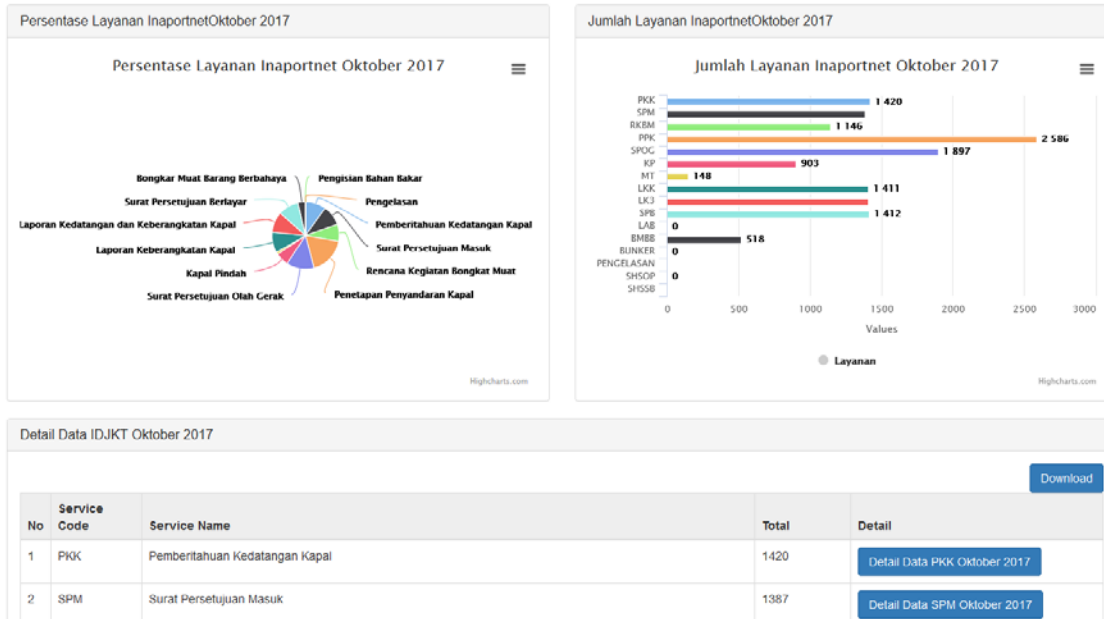 Persentase Layanan InaportnetOktober 2017
Persentase Layanan Inaportnet Oktober 2017
Bongkar Muat Barang Berbahaya
Pengisian Bahan Bakar
Surat Persetujuan Berlayar
Pengelasan
Laporan Kedatangan dan Keberangkatan Kapal
Pemberitahuan Kedatangan Kapal
Laporan Keberangkatan Kapal
Surat Persetujuan Masuk
Kapal Pindah
Rencana Kegiatan Bongkat Muat
Surat Persetujuan Olah Gerak
Penetapan Penyandaran Kapal
Highcharts.com
Jumlah Layanan InaportnetOktober 2017
Jumlah Layanan Inaportnet Oktober 2017
PKK 1 420
SPM
RKBM 1 146
PPK 2 586
SPOG 1 897
KP 903
MT 148
LKK 1 411
LK3
SPB 1 412
LAB 0
BMBB 518
BUNKER 0
PENGELASAN
SHSOP 0
SHSSB
0 500 1000 1500 2000 2500 3000
Values
Layanan
Highcharts.com
Detail Data IDJKT Oktober 2017
Download
No Service Code Service Name Total Detail
1 PKK Pemberitahuan Kedatangan Kapal 1420 Detail Data PKK Oktober 2017
2 SPM Surat Persetujuan Masuk 1387 Detail Data SPM Oktober 2017